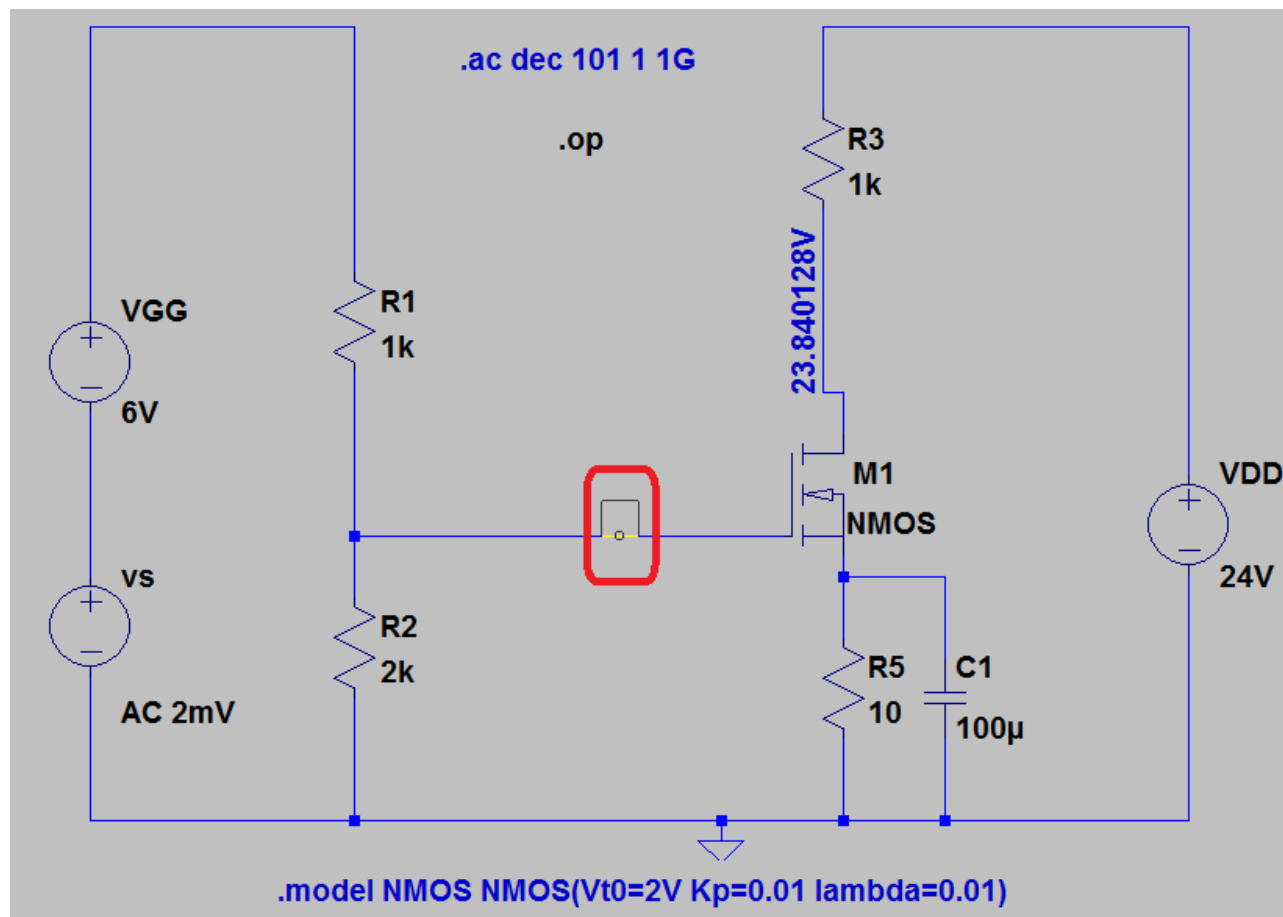 .ac dec 101 1 1G
.op
R3
1k
23.840128V
VGG
6V
R1
1k
M1
NMOS
VDD
24V
vs
AC 2mV
R2
2k
R5
10
C1
100µ
.model NMOS NMOS(Vt0=2V Kp=0.01 lambda=0.01)